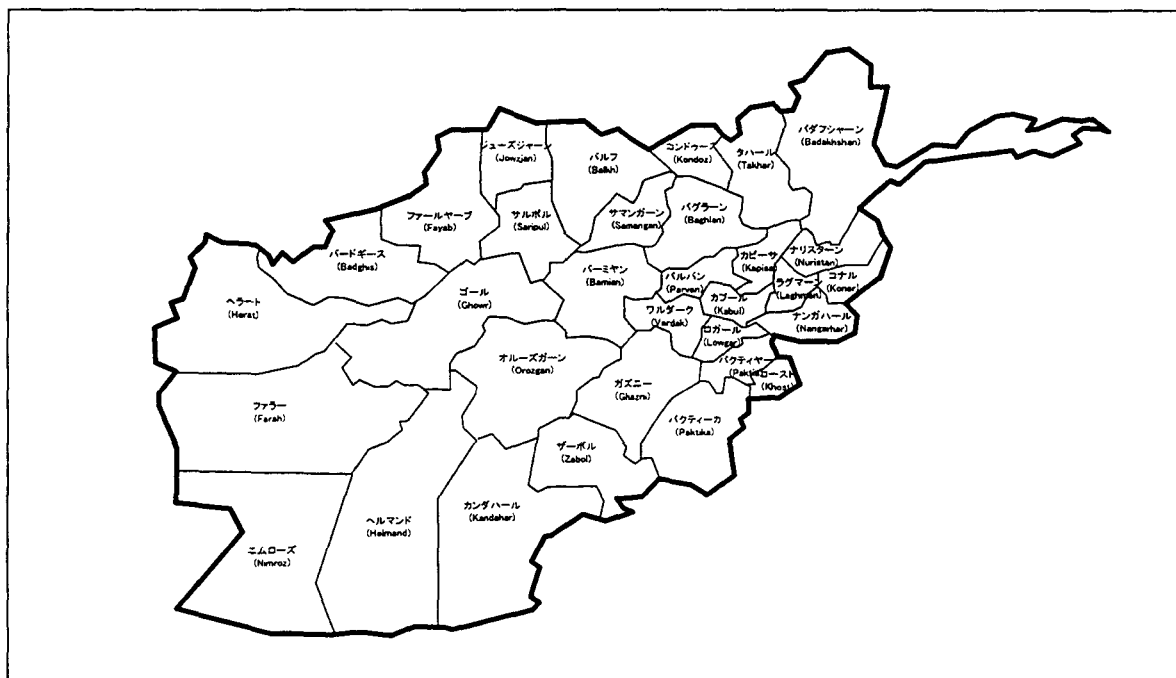 バダフシャーン
(Badakhshan)
ジューズジャーン
(Jowzjan)
バルフ
(Balkh)
コンドゥーズ
(Kondoz)
タハール
(Takhar)
ファールヤーブ
(Fayab)
サルポル
(Saripul)
サマンガーン
(Samangan)
バグラーン
(Baghlan)
バードギース
(Badghis)
カピーサ
(Kapisa)
ナリスターン
(Nuristan)
ヘラート
(Herat)
ゴール
(Ghowr)
バーミヤン
(Bamian)
パルバン
(Parvan)
ラグマーン
(Laghman)
コナル
(Koner)
カブール
(Kabul)
ワルダーク
(Vardak)
ナンガハール
(Nangarhar)
ロガール
(Lowgar)
オルーズガーン
(Orozgan)
ガズニー
(Ghazni)
パクティヤー
(Paktia)
ロースト
(Khost)
ファラー
(Farah)
パクティーカ
(Paktika)
ザーボル
(Zabol)
カンダハール
(Kandahar)
ヘルマンド
(Helmand)
ニムローズ
(Nimroz)